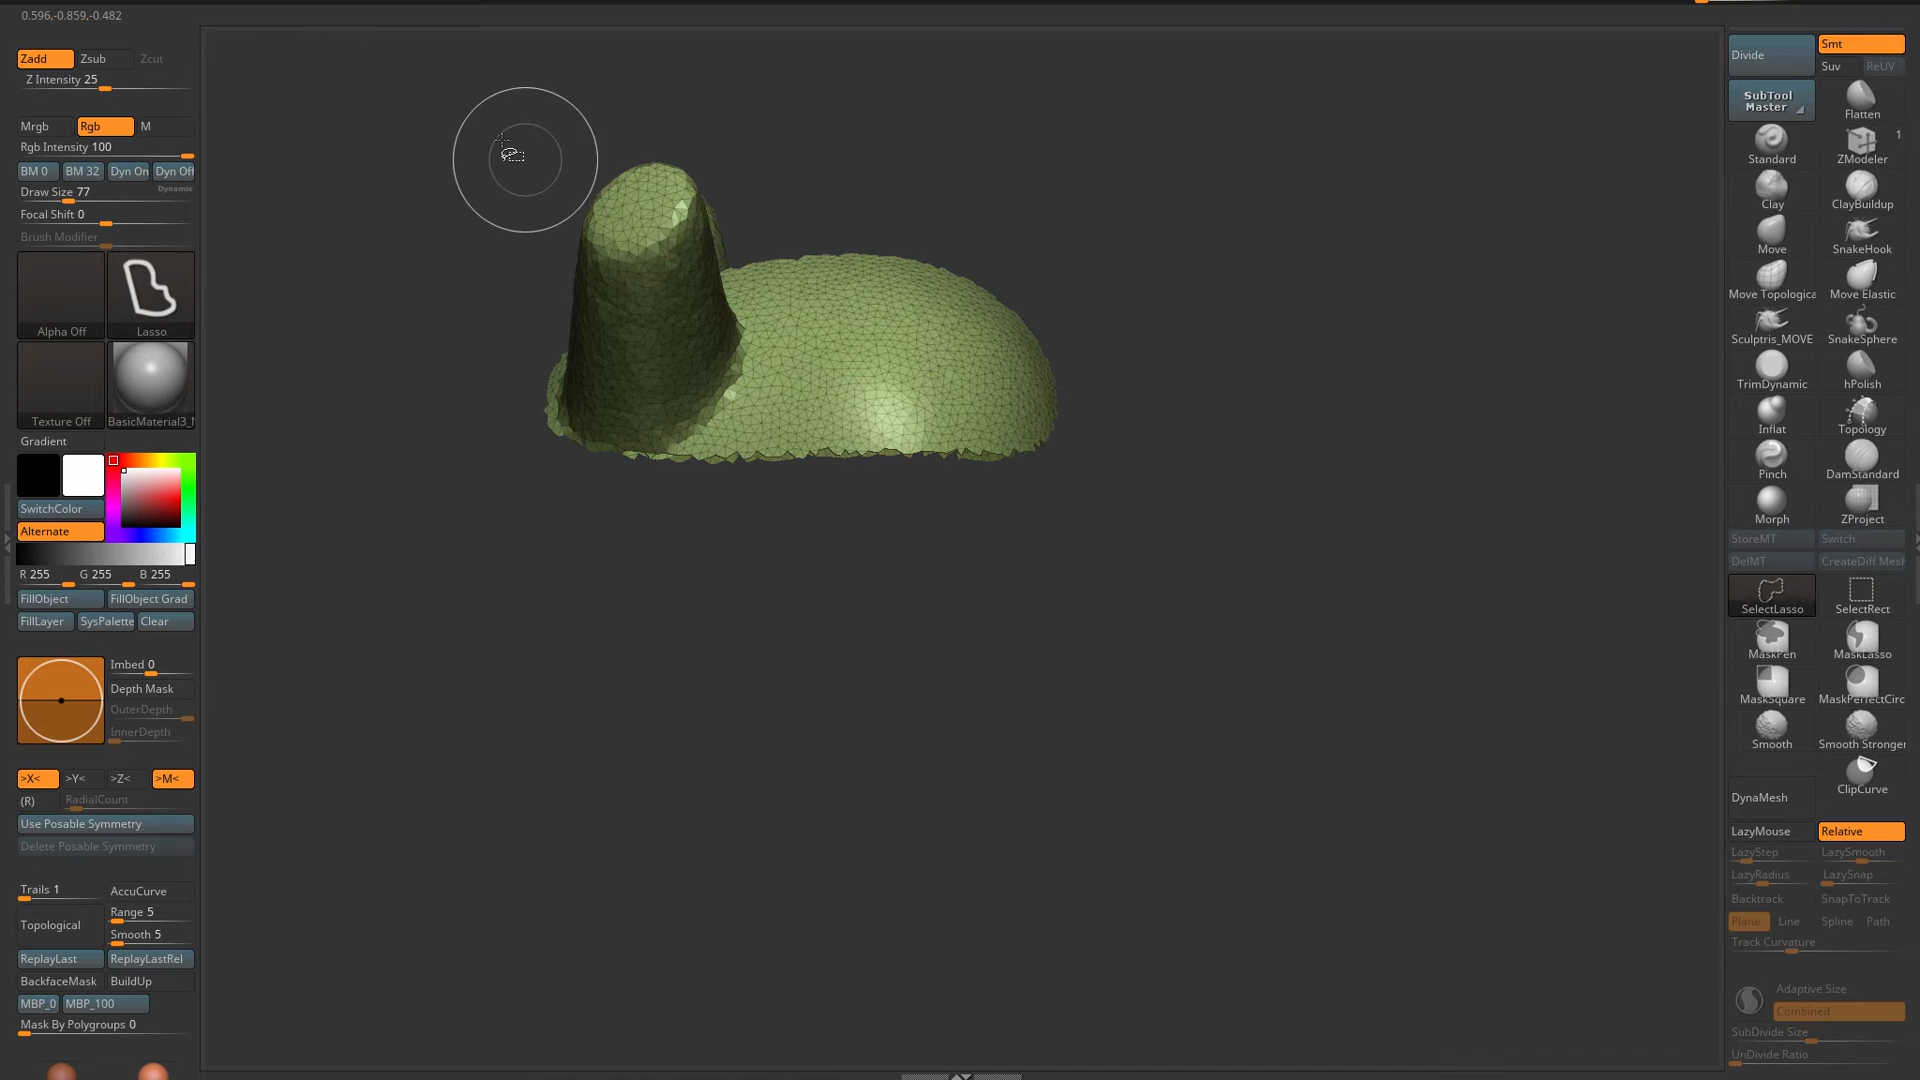 0.596,-0.859,-0.482
Zadd Zsub Zcut
Z Intensity 25
Mrgb Rgb M
Rgb Intensity 100
BM 0 BM 32 Dyn On Dyn Off
Draw Size 77 Dynamic
Focal Shift 0
Brush Modifier
Alpha Off Lasso
Texture Off BasicMaterial3_
Gradient
SwitchColor
Alternate
R 255 G 255 B 255
FillObject FillObject Grad
FillLayer SysPalette Clear
Imbed 0
Depth Mask
OuterDepth
InnerDepth
>X< >Y< >Z< >M<
(R) RadialCount
Use Posable Symmetry
Delete Posable Symmetry
Trails 1 AccuCurve
Topological Range 5
Smooth 5
ReplayLast ReplayLastRel
BackfaceMask BuildUp
MBP_0 MBP_100
Mask By Polygroups 0
Divide Smt
Suv ReUV
SubTool
Master
Flatten
1
Standard ZModeler
Clay ClayBuildup
Move SnakeHook
Move Topologica Move Elastic
Sculptris_MOVE SnakeSphere
TrimDynamic hPolish
Inflat Topology
Pinch DamStandard
Morph ZProject
StoreMT Switch
DelMT CreateDiff Mesh
SelectLasso SelectRect
MaskPen MaskLasso
MaskSquare MaskPerfectCirc
Smooth Smooth Stronger
ClipCurve
DynaMesh
LazyMouse Relative
LazyStep LazySmooth
LazyRadius LazySnap
Backtrack SnapToTrack
Plane Line Spline Path
Track Curvature
Adaptive Size
Combined
SubDivide Size
UnDivide Ratio